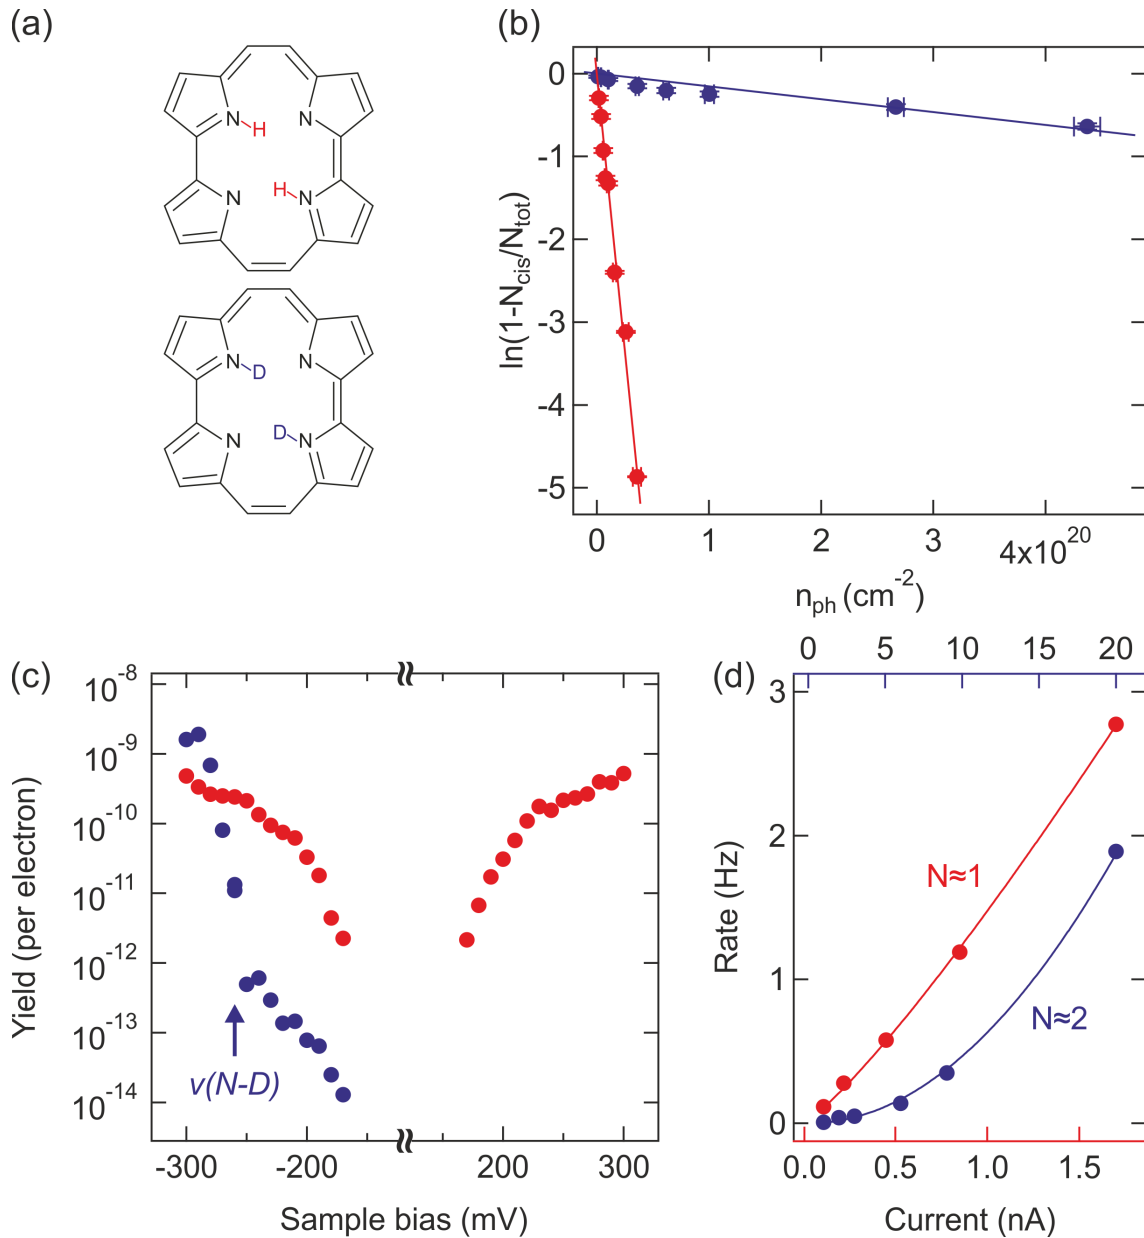 (a)
N
H
N
N
H
N
N
D
N
N
D
N
(b)
0
-1
-2
-3
-4
-5
ln(1-N_cis/N_tot)
0
1
2
3
4x10^20
n_ph (cm^-2)
(c)
10^-8
10^-9
10^-10
10^-11
10^-12
10^-13
10^-14
Yield (per electron)
v(N-D)
-300
-200
200
300
Sample bias (mV)
(d)
0
5
10
15
20
3
2
1
0
Rate (Hz)
N≈1
N≈2
0.0
0.5
1.0
1.5
Current (nA)